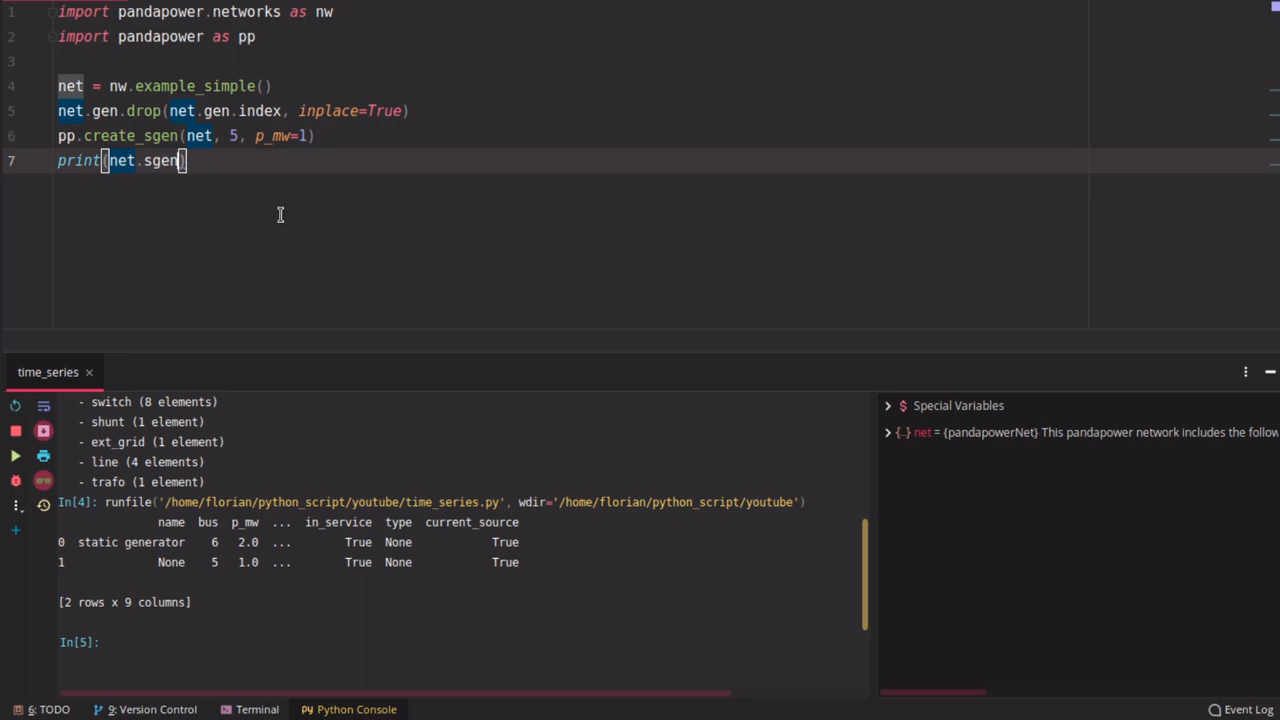 1 import pandapower.networks as nw
2 import pandapower as pp
3
4 net = nw.example_simple()
5 net.gen.drop(net.gen.index, inplace=True)
6 pp.create_sgen(net, 5, p_mw=1)
7 print(net.sgen)
time_series
- switch (8 elements)
- shunt (1 element)
- ext_grid (1 element)
- line (4 elements)
- trafo (1 element)
In[4]: runfile('/home/florian/python_script/youtube/time_series.py', wdir='/home/florian/python_script/youtube')
name bus p_mw ... in_service type current_source
0 static generator 6 2.0 ... True None True
1 None 5 1.0 ... True None True
[2 rows x 9 columns]
In[5]:
Special Variables
{..} net = {pandapowerNet} This pandapower network includes the follow
6: TODO 9: Version Control Terminal Python Console Event Log